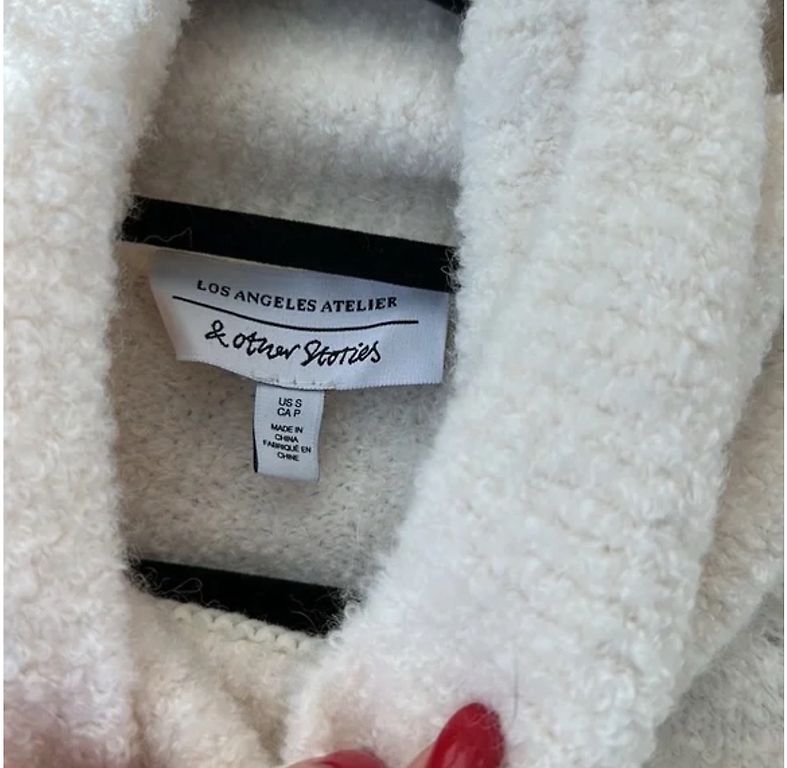 LOS ANGELES ATELIER
& other Stories
US S
CA P
MADE IN
CHINA
FABRIQUÉ EN
CHINE